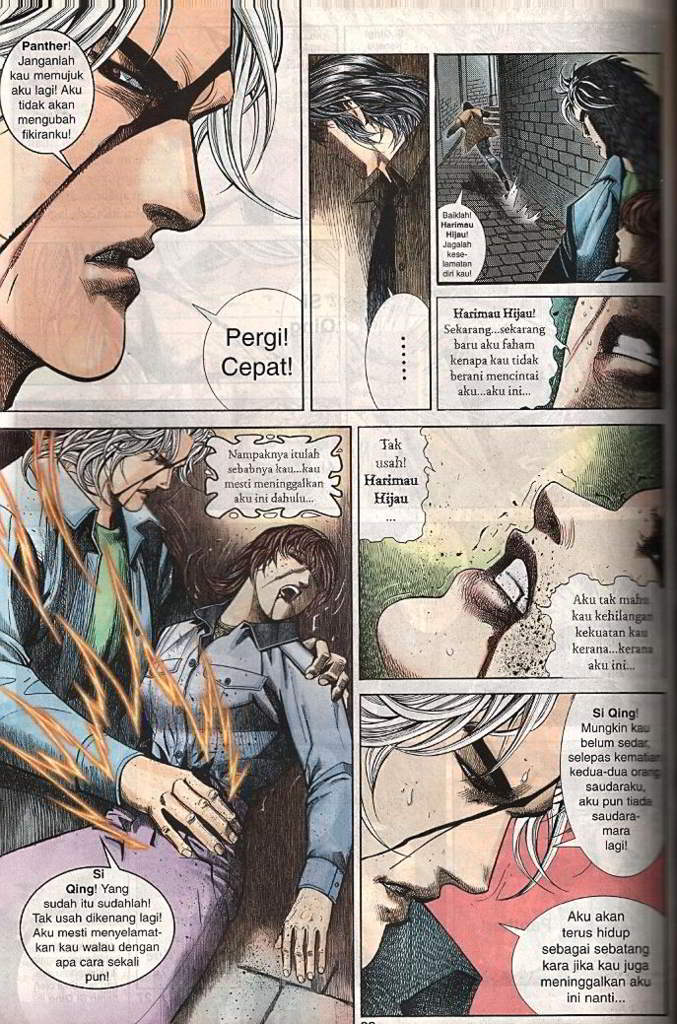 Panther!
Janganlah
kau memujuk
aku lagi! Aku
tidak akan
mengubah
fikiranku!
Pergi!
Cepat!
......
Baiklah!
Harimau
Hijau!
Jagalah
kese-
lamatan
diri kau!
Harimau Hijau!
Sekarang...sekarang
baru aku faham
kenapa kau tidak
berani mencintai
aku...aku ini...
Nampaknya itulah
sebabnya kau...kau
mesti meninggalkan
aku ini dahulu...
Si
Qing! Yang
sudah itu sudahlah!
Tak usah dikenang lagi!
Aku mesti menyelamat-
kan kau walau dengan
apa cara sekali
pun!
Tak
usah!
Harimau
Hijau
...
Aku tak mahu
kau kehilangan
kekuatan kau
kerana...kerana
aku ini...
Si Qing!
Mungkin kau
belum sedar,
selepas kematian
kedua-dua orang
saudaraku,
aku pun tiada
saudara-
mara
lagi!
Aku akan
terus hidup
sebagai sebatang
kara jika kau juga
meninggalkan aku
ini nanti...